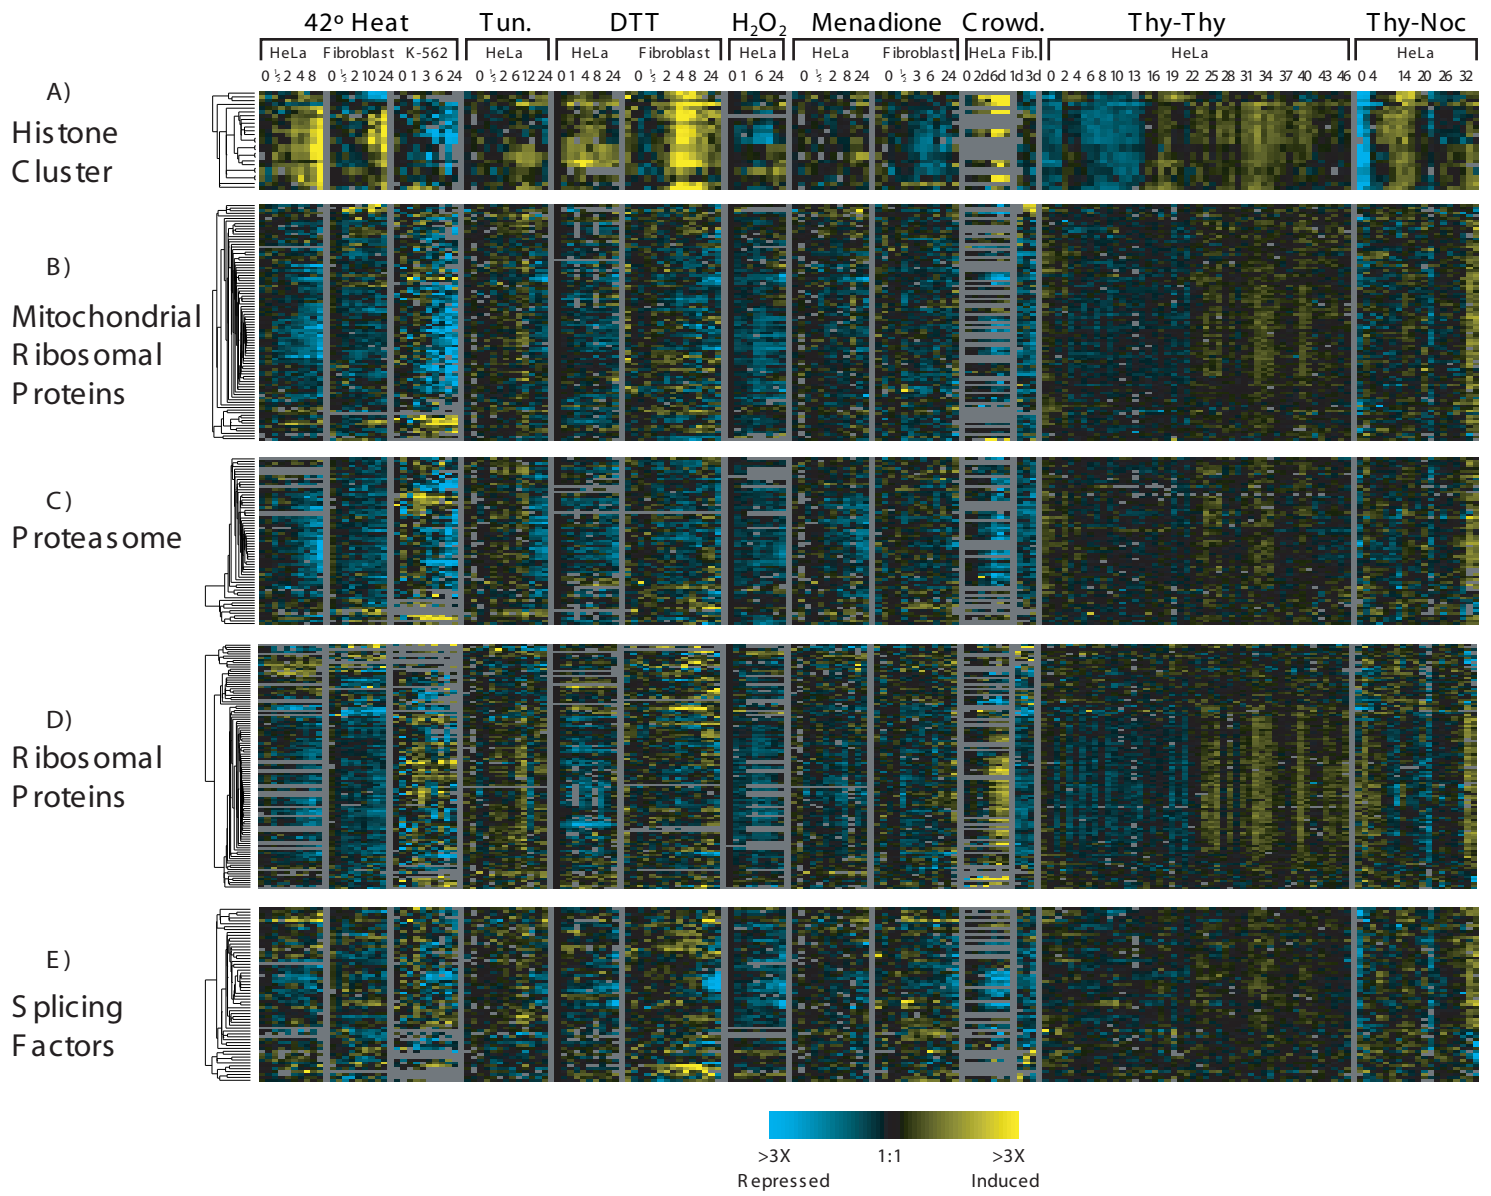 42º Heat Tun. DTT H2O2 Menadione Crowd. Thy-Thy Thy-Noc
HeLa Fibroblast K-562 HeLa HeLa Fibroblast HeLa HeLa Fibroblast HeLa Fib. HeLa HeLa
0 ½ 2 4 8 0 ½ 2 10 24 0 1 3 6 24 0 ½ 2 6 12 24 0 1 4 8 24 0 ½ 2 4 8 24 0 1 6 24 0 ½ 2 8 24 0 ½ 3 6 24 0 2d 6d 1d 3d 0 2 4 6 8 10 13 16 19 22 25 28 31 34 37 40 43 46 0 4 14 20 26 32
A)
Histone
Cluster
B)
Mitochondrial
Ribosomal
Proteins
C)
Proteasome
D)
Ribosomal
Proteins
E)
Splicing
Factors
>3X 1:1 >3X
Repressed Induced